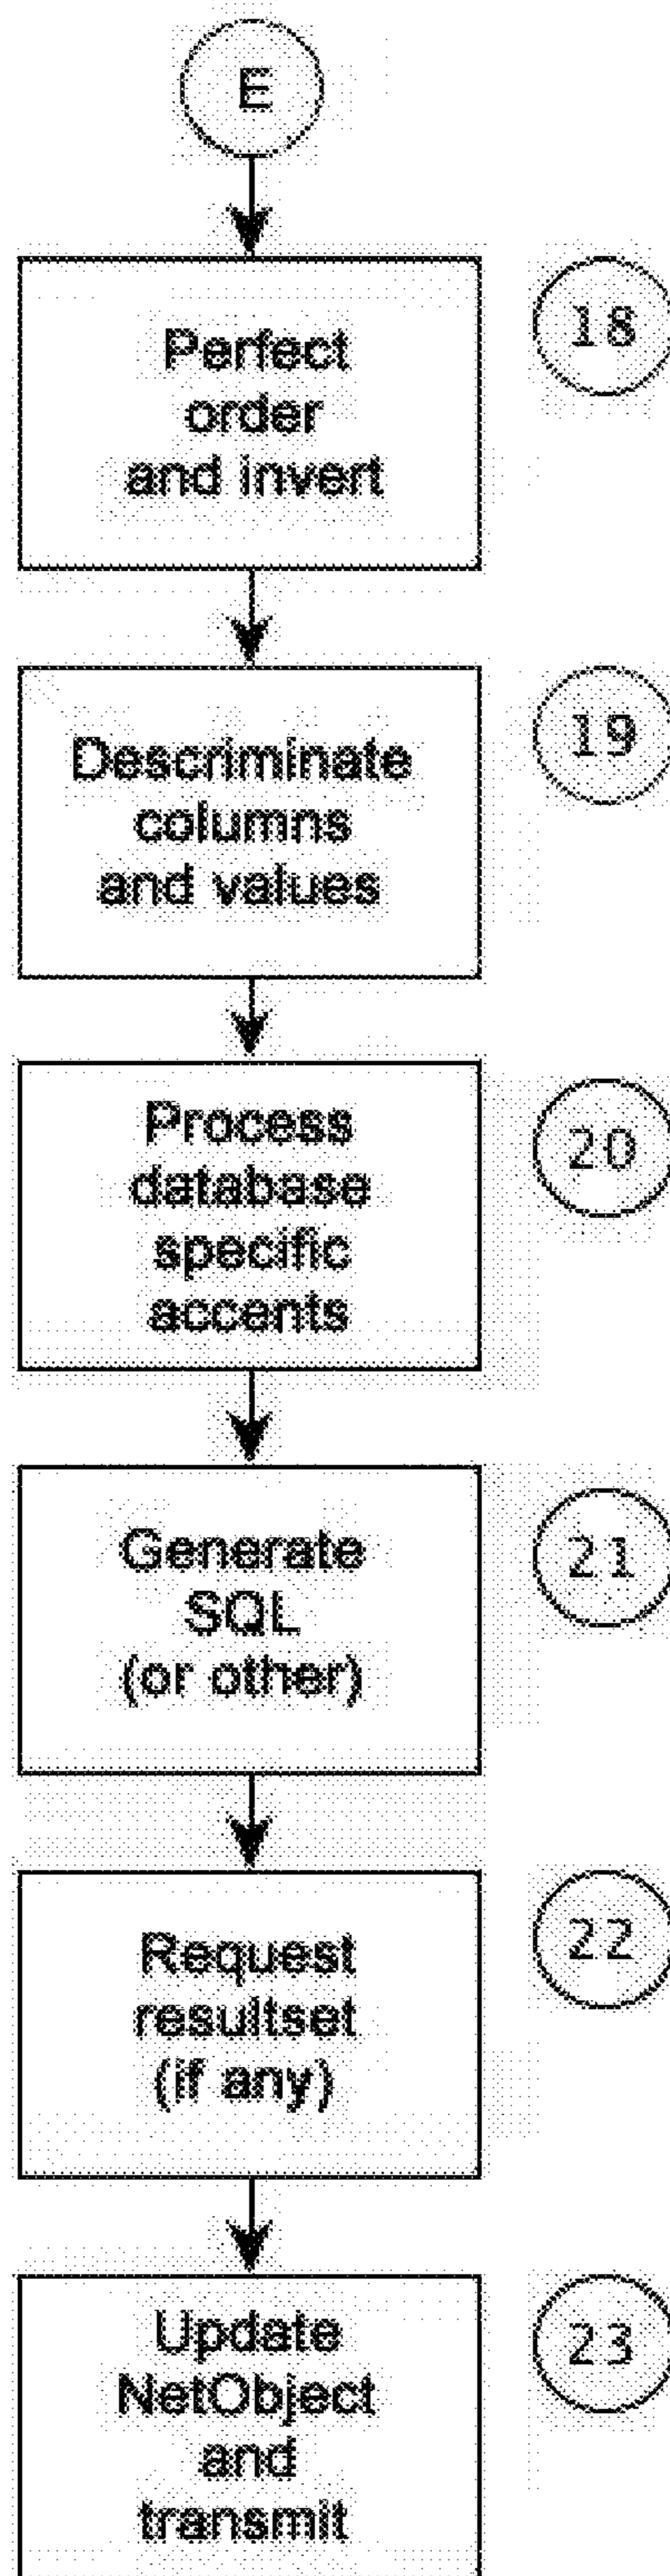 E
Perfect
order
and invert
18
Descriminate
columns
and values
19
Process
database
specific
accents
20
Generate
SQL
(or other)
21
Request
resultset
(if any)
22
Update
NetObject
and
transmit
23